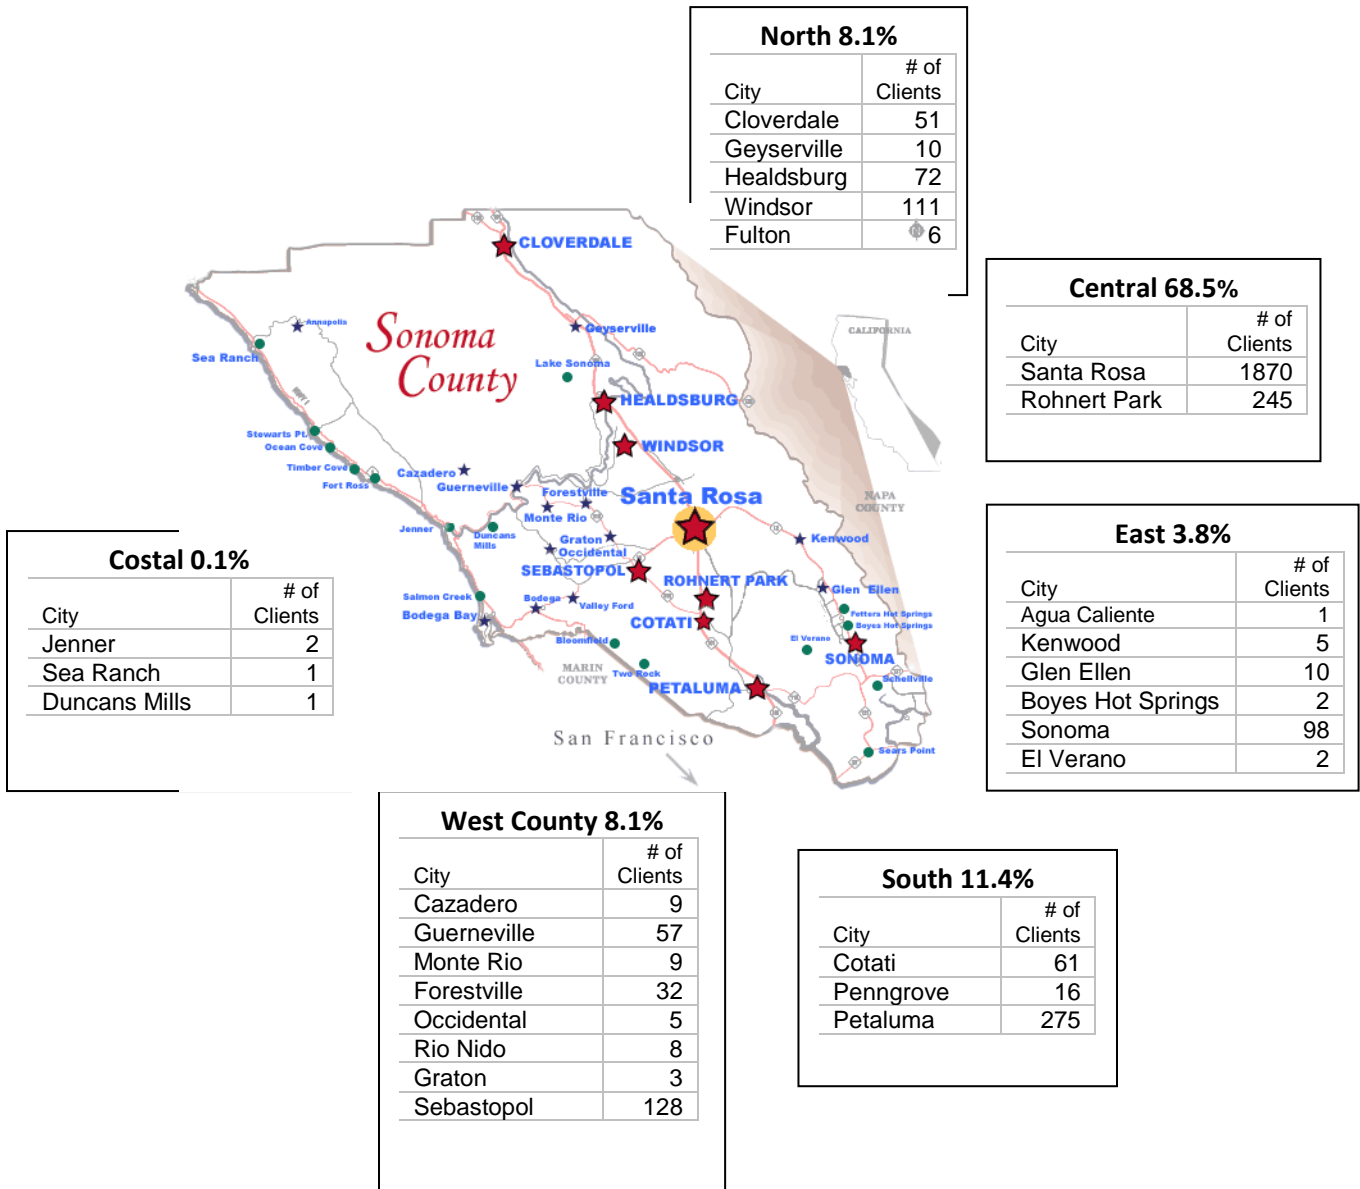 North 8.1%
# of
City Clients
Cloverdale 51
Geyserville 10
Healdsburg 72
Windsor 111
Fulton 6
Central 68.5%
# of
City Clients
Santa Rosa 1870
Rohnert Park 245
East 3.8%
# of
City Clients
Agua Caliente 1
Kenwood 5
Glen Ellen 10
Boyes Hot Springs 2
Sonoma 98
El Verano 2
Costal 0.1%
# of
City Clients
Jenner 2
Sea Ranch 1
Duncans Mills 1
West County 8.1%
# of
City Clients
Cazadero 9
Guerneville 57
Monte Rio 9
Forestville 32
Occidental 5
Rio Nido 8
Graton 3
Sebastopol 128
South 11.4%
# of
City Clients
Cotati 61
Penngrove 16
Petaluma 275
Sonoma
County
CLOVERDALE
Annapolis
Sea Ranch
Geyserville
Lake Sonoma
CALIFORNIA
HEALDSBURG
WINDSOR
Stewarts Pt.
Ocean Cove
Timber Cove
Fort Ross
HWY 1
Cazadero
Guerneville
Forestville
Santa Rosa
NAPA
COUNTY
Monte Rio
Jenner
Duncans
Mills
Graton
Occidental
Kenwood
SEBASTOPOL
ROHNERT PARK
Glen Ellen
Salmon Creek
Bodega
Valley Ford
Fetters Hot Springs
Boyes Hot Springs
Bodega Bay
COTATI
Bloomfield
El Verano
SONOMA
MARIN
COUNTY
Two Rock
PETALUMA
Schellville
San Francisco
Sears Point